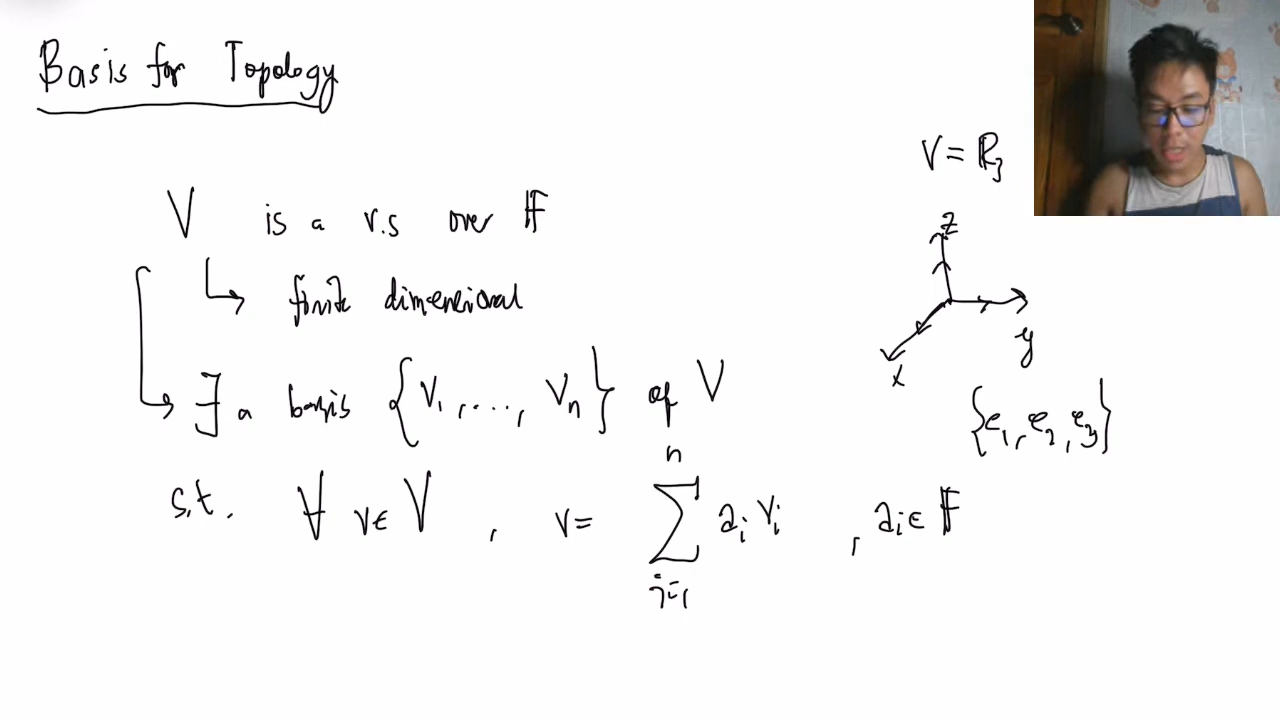 Basis for Topology
V = ℝ₃
V is a v.s over 𝔽
↳ finite dimensional
z
y
x
∃ a basis {v₁, ..., vₙ} of V
{e₁, e₂, e₃}
s.t. ∀ v ∈ V, v = ∑ⁿᵢ₌₁ aᵢ vᵢ , aᵢ ∈ 𝔽